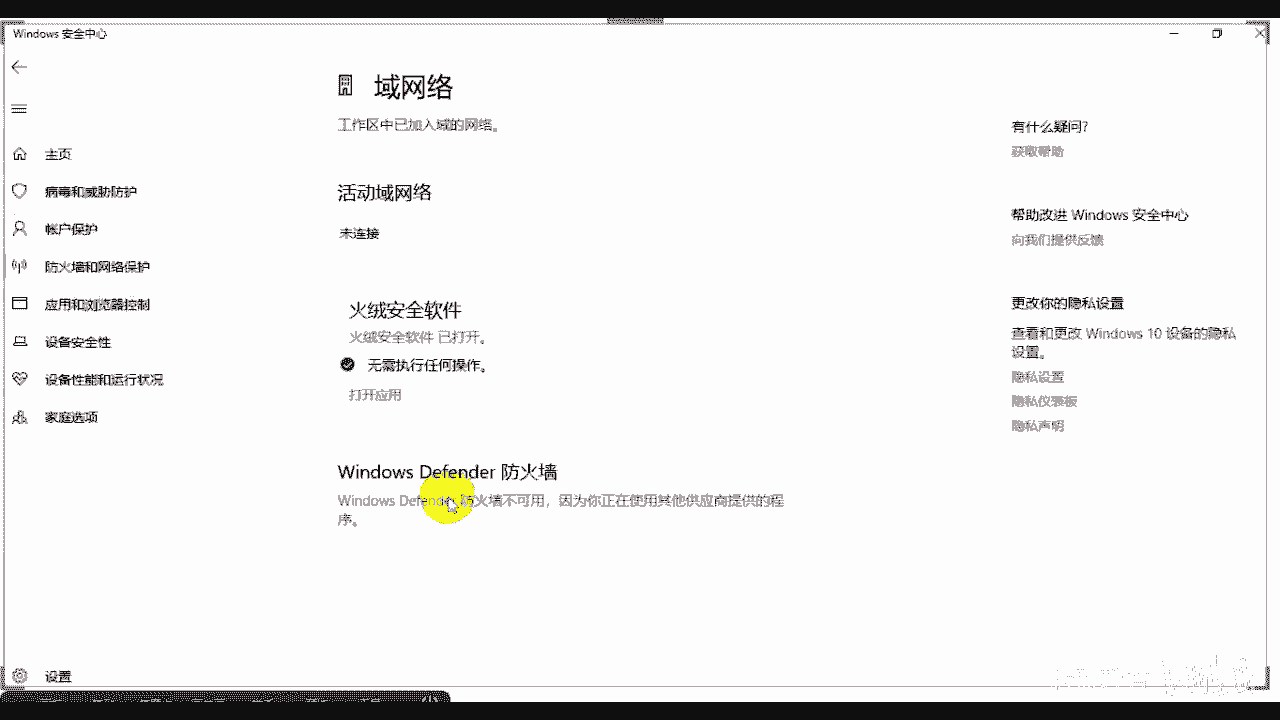 Windows 安全中心
主页
病毒和威胁防护
帐户保护
防火墙和网络保护
应用和浏览器控制
设备安全性
设备性能和运行状况
家庭选项
设置
域网络
工作区中已加入域的网络。
活动域网络
未连接
火绒安全软件
火绒安全软件 已打开。
无需执行任何操作。
打开应用
Windows Defender 防火墙
Windows Defender 防火墙不可用，因为你正在使用其他供应商提供的程
序。
有什么疑问?
获取帮助
帮助改进 Windows 安全中心
向我们提供反馈
更改你的隐私设置
查看和更改 Windows 10 设备的隐私
设置。
隐私设置
隐私仪表板
隐私声明